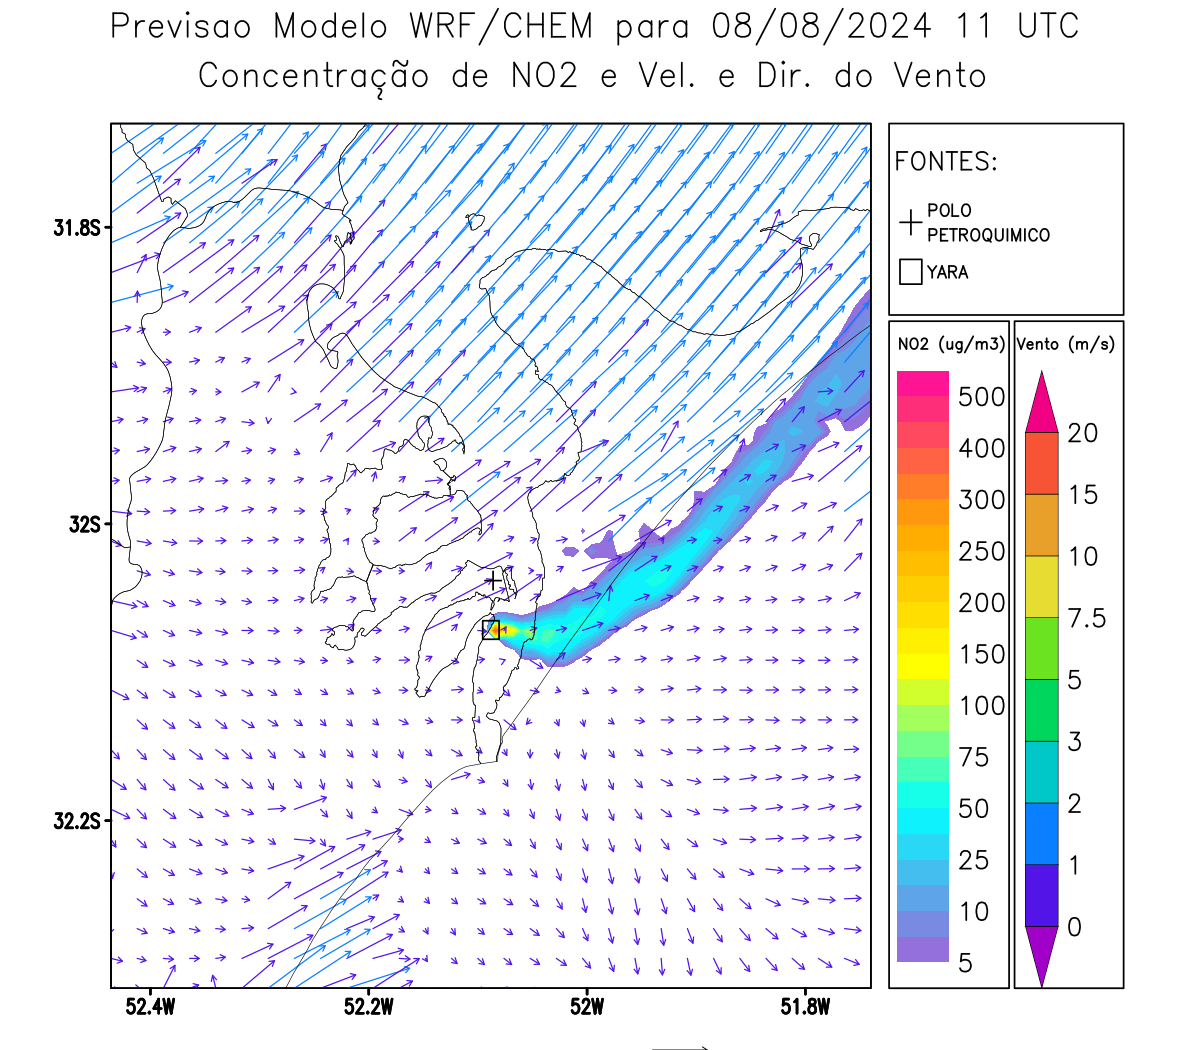 Previsao Modelo WRF/CHEM para 08/08/2024 11 UTC
Concentração de NO2 e Vel. e Dir. do Vento
FONTES:
POLO
PETROQUIMICO
YARA
NO2 (ug/m3)
500
400
300
250
200
150
100
75
50
25
10
5
Vento (m/s)
20
15
10
7.5
5
3
2
1
0
31.8S
32S
32.2S
52.4W
52.2W
52W
51.8W